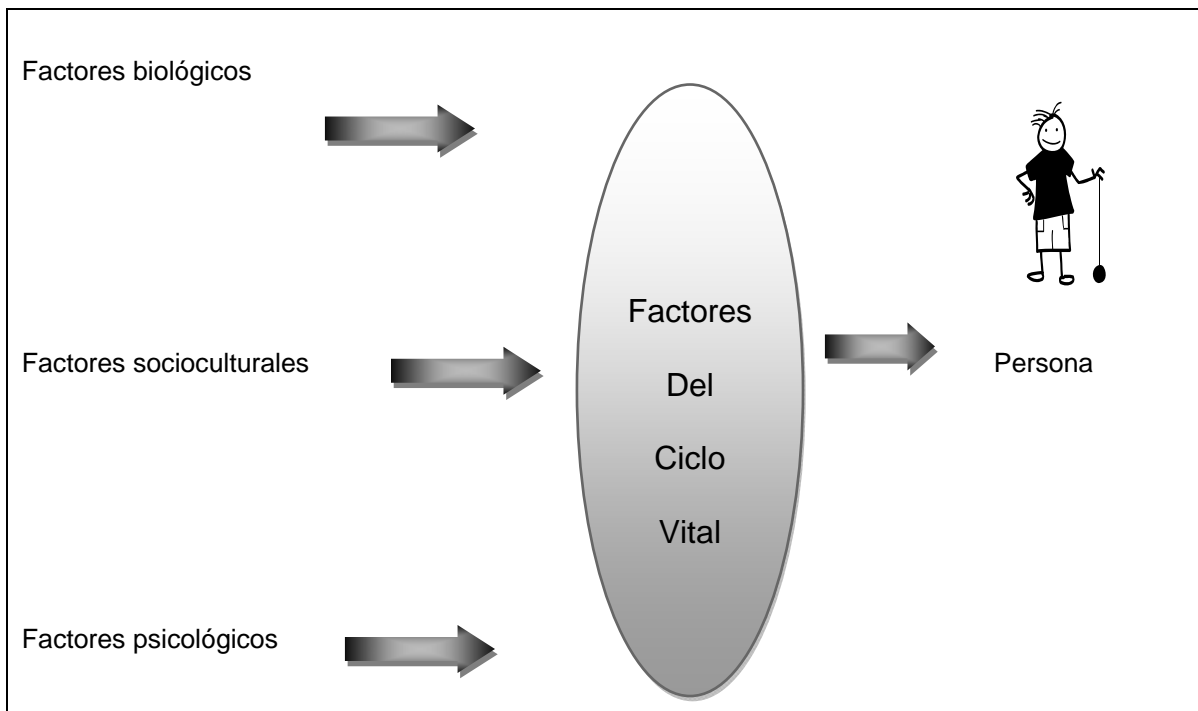 Factores biológicos
Factores socioculturales
Factores psicológicos
Factores
Del
Ciclo
Vital
Persona